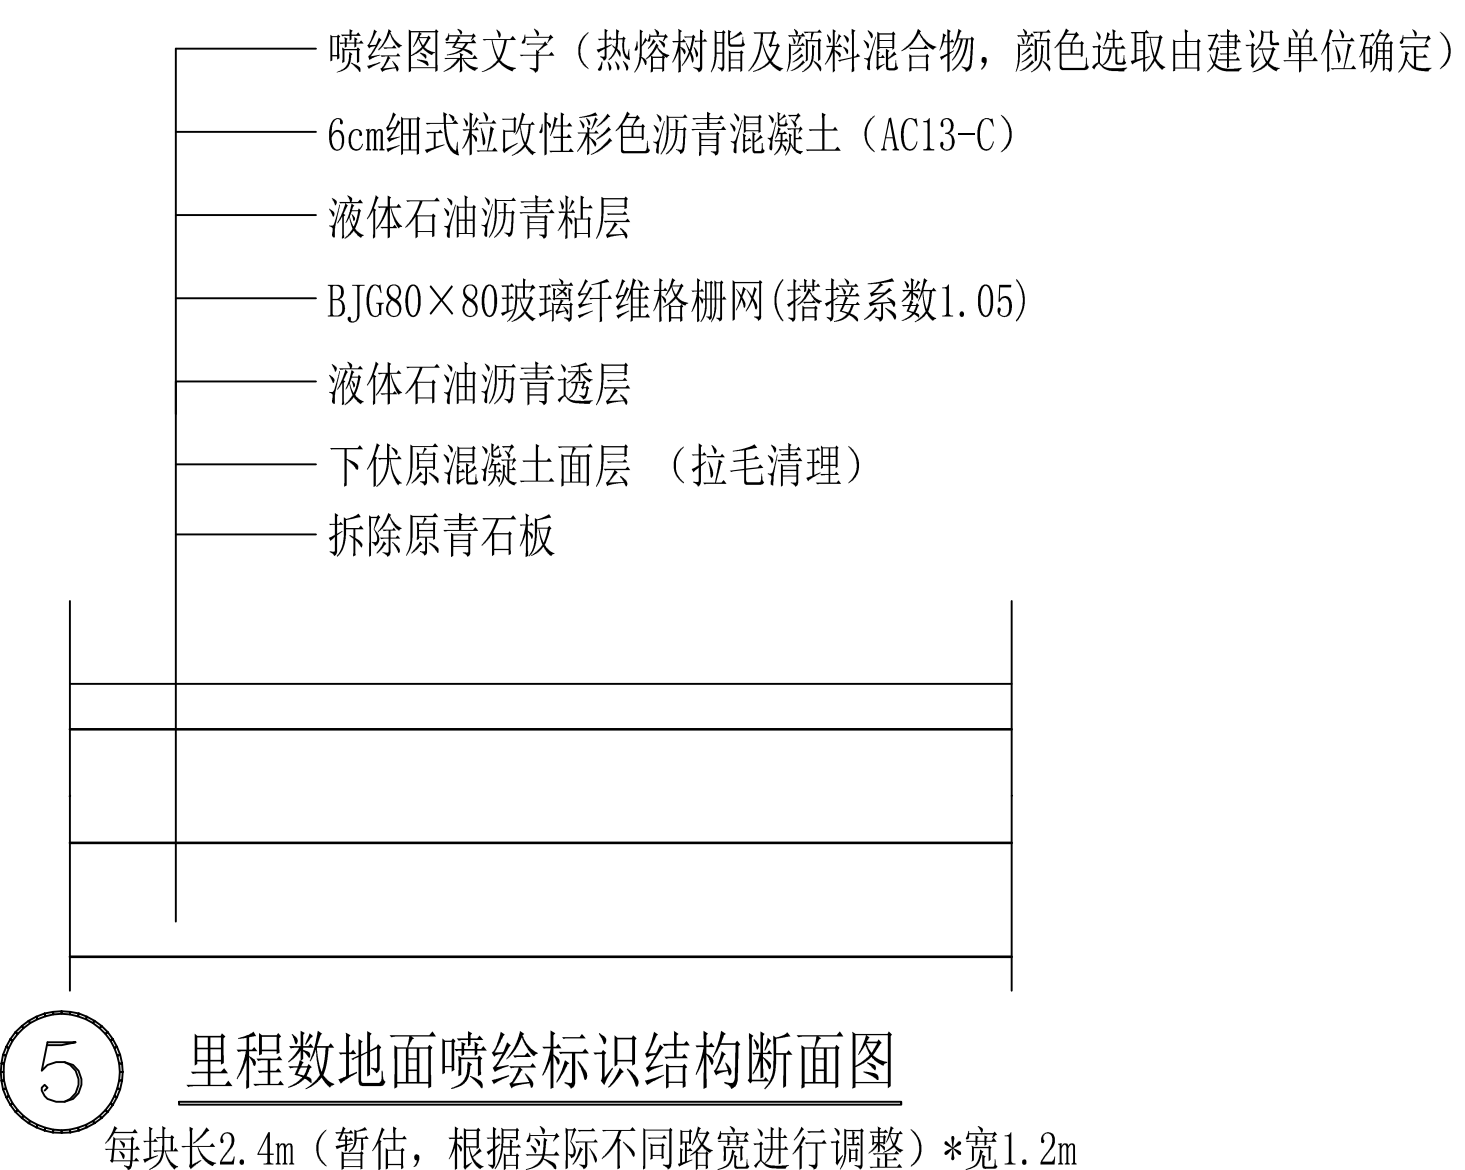 喷绘图案文字（热熔树脂及颜料混合物，颜色选取由建设单位确定）
6cm细式粒改性彩色沥青混凝土（AC13-C）
液体石油沥青粘层
BJG80×80玻璃纤维格栅网(搭接系数1.05)
液体石油沥青透层
下伏原混凝土面层 （拉毛清理）
拆除原青石板
5 里程数地面喷绘标识结构断面图
每块长2.4m（暂估，根据实际不同路宽进行调整）*宽1.2m